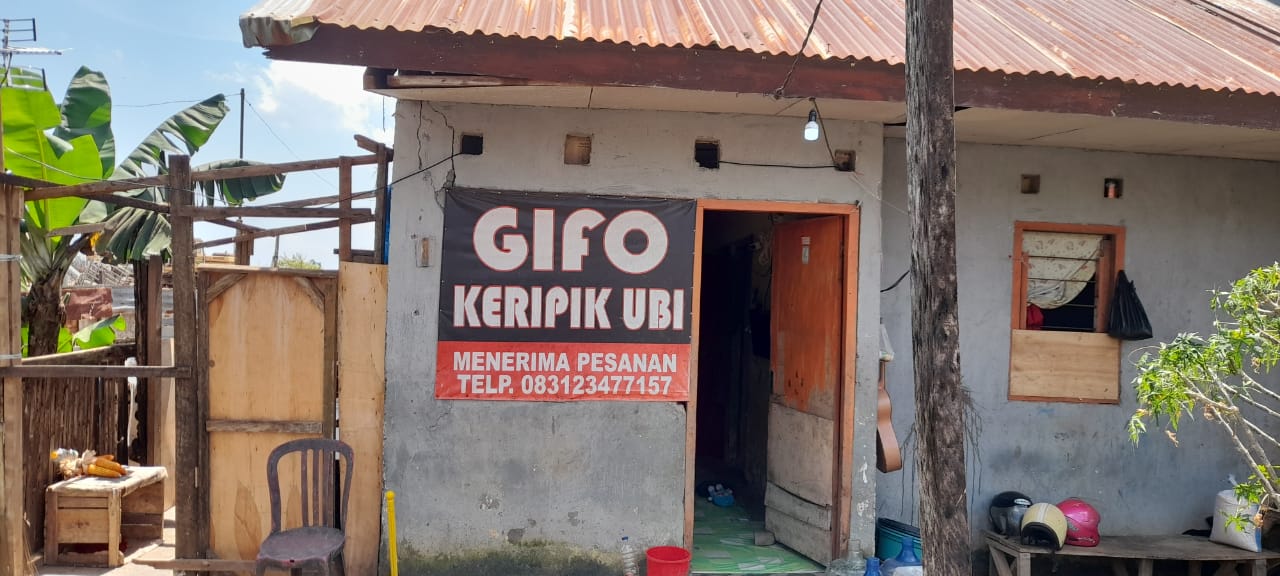 GIFO
KERIPIK UBI
MENERIMA PESANAN
TELP. 083123477157